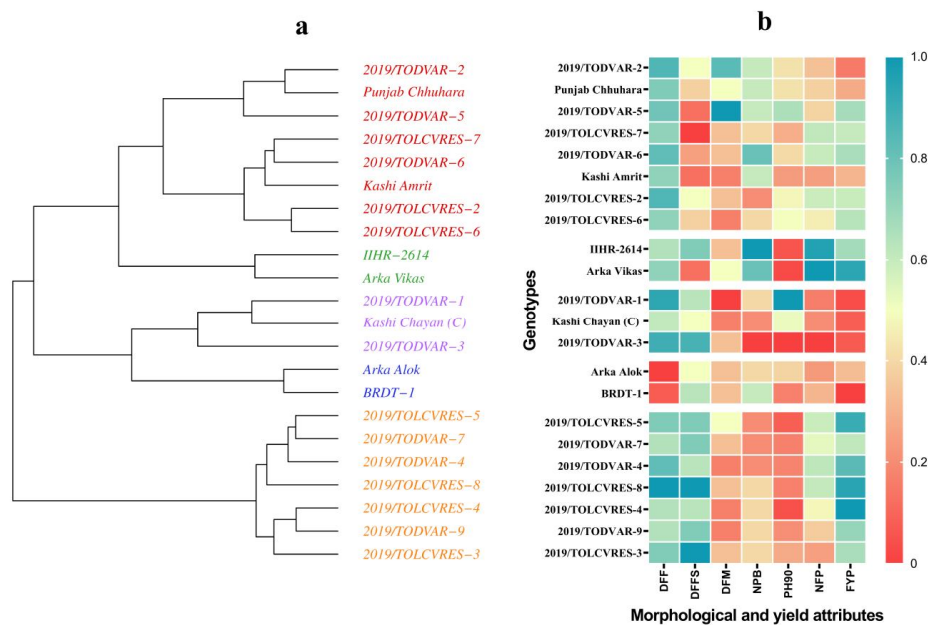 a
2019/TODVAR−2
Punjab Chhuhara
2019/TODVAR−5
2019/TOLCVRES−7
2019/TODVAR−6
Kashi Amrit
2019/TOLCVRES−2
2019/TOLCVRES−6
IIHR−2614
Arka Vikas
2019/TODVAR−1
Kashi Chayan (C)
2019/TODVAR−3
Arka Alok
BRDT−1
2019/TOLCVRES−5
2019/TODVAR−7
2019/TODVAR−4
2019/TOLCVRES−8
2019/TOLCVRES−4
2019/TODVAR−9
2019/TOLCVRES−3
b
Genotypes
2019/TODVAR-2
Punjab Chhuhara
2019/TODVAR-5
2019/TOLCVRES-7
2019/TODVAR-6
Kashi Amrit
2019/TOLCVRES-2
2019/TOLCVRES-6
IIHR-2614
Arka Vikas
2019/TODVAR-1
Kashi Chayan (C)
2019/TODVAR-3
Arka Alok
BRDT-1
2019/TOLCVRES-5
2019/TODVAR-7
2019/TODVAR-4
2019/TOLCVRES-8
2019/TOLCVRES-4
2019/TODVAR-9
2019/TOLCVRES-3
DFF
DFFS
DFM
NPB
PH90
NFP
FYP
Morphological and yield attributes
1.0
0.8
0.6
0.4
0.2
0